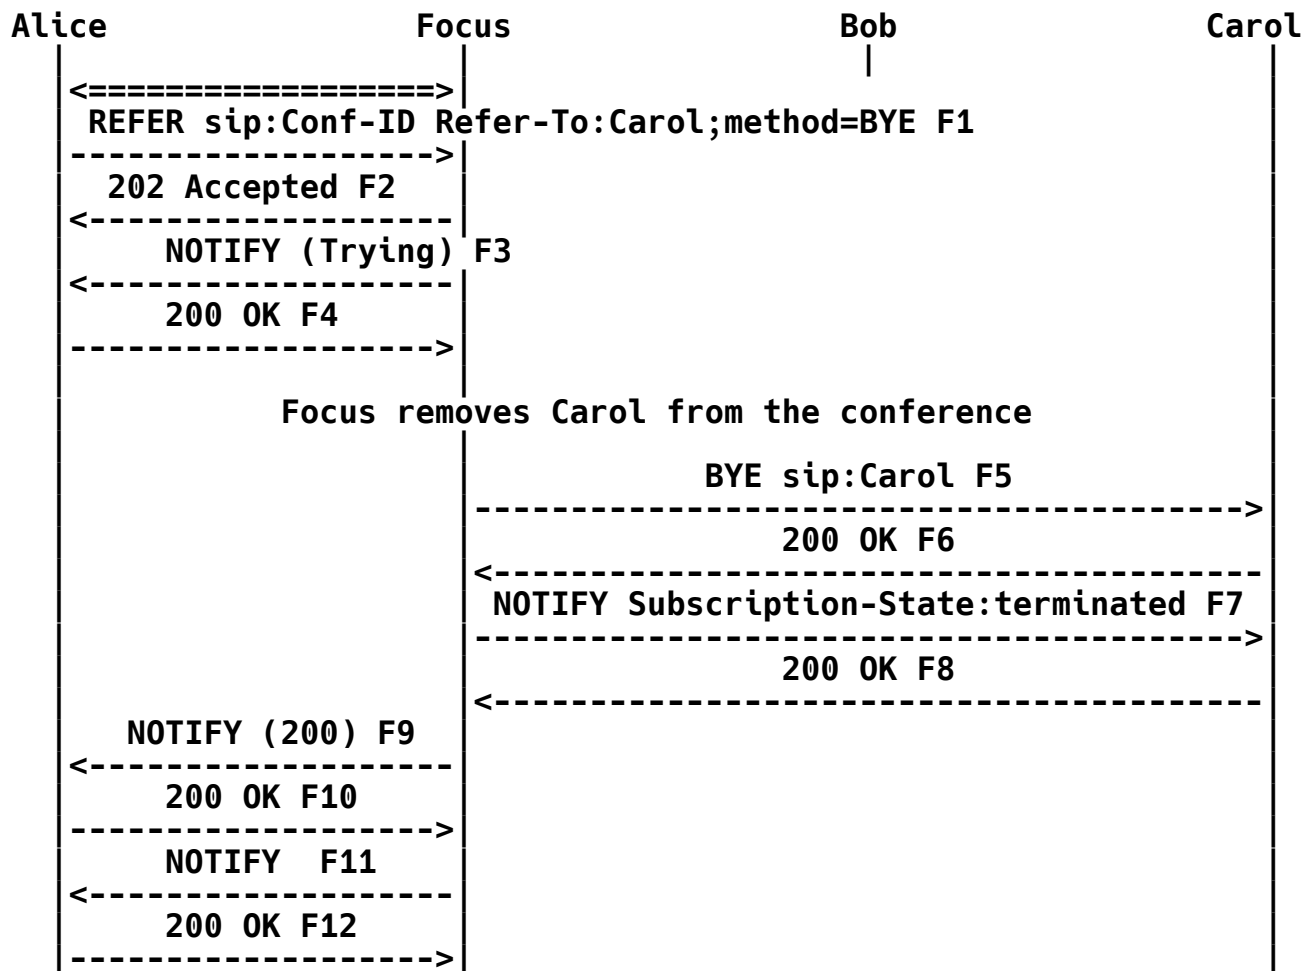 Alice Focus Bob Carol
REFER sip:Conf-ID Refer-To:Carol;method=BYE F1
202 Accepted F2
NOTIFY (Trying) F3
200 OK F4
Focus removes Carol from the conference
BYE sip:Carol F5
200 OK F6
NOTIFY Subscription-State:terminated F7
200 OK F8
NOTIFY (200) F9
200 OK F10
NOTIFY  F11
200 OK F12